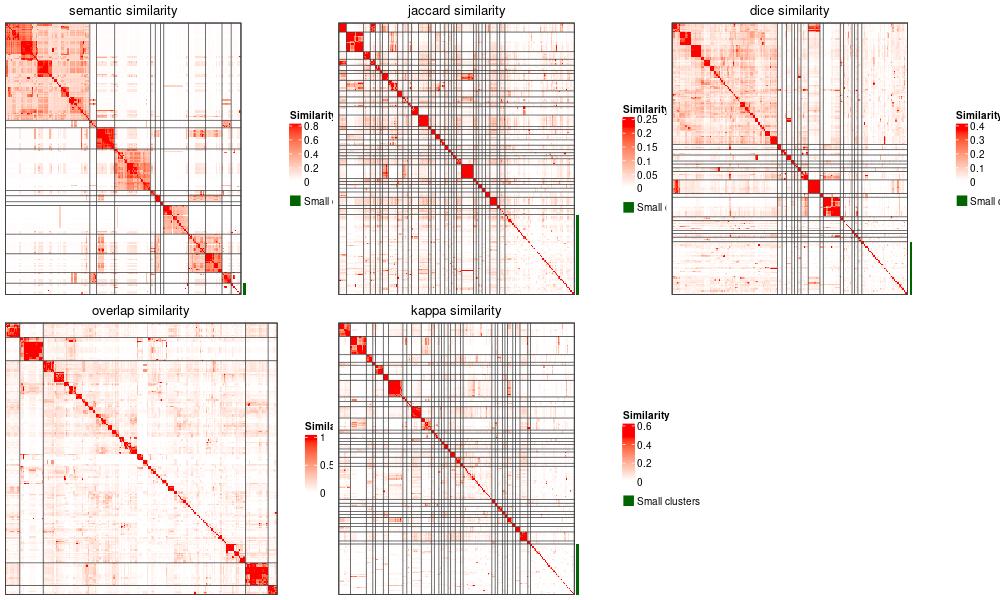 semantic similarity
Similarity
0.8
0.6
0.4
0.2
0
Small
jaccard similarity
Similarity
0.25
0.2
0.15
0.1
0.05
0
Small
dice similarity
Similarity
0.4
0.3
0.2
0.1
0
Small c
overlap similarity
Simila
1
0.5
0
kappa similarity
Similarity
0.6
0.4
0.2
0
Small clusters